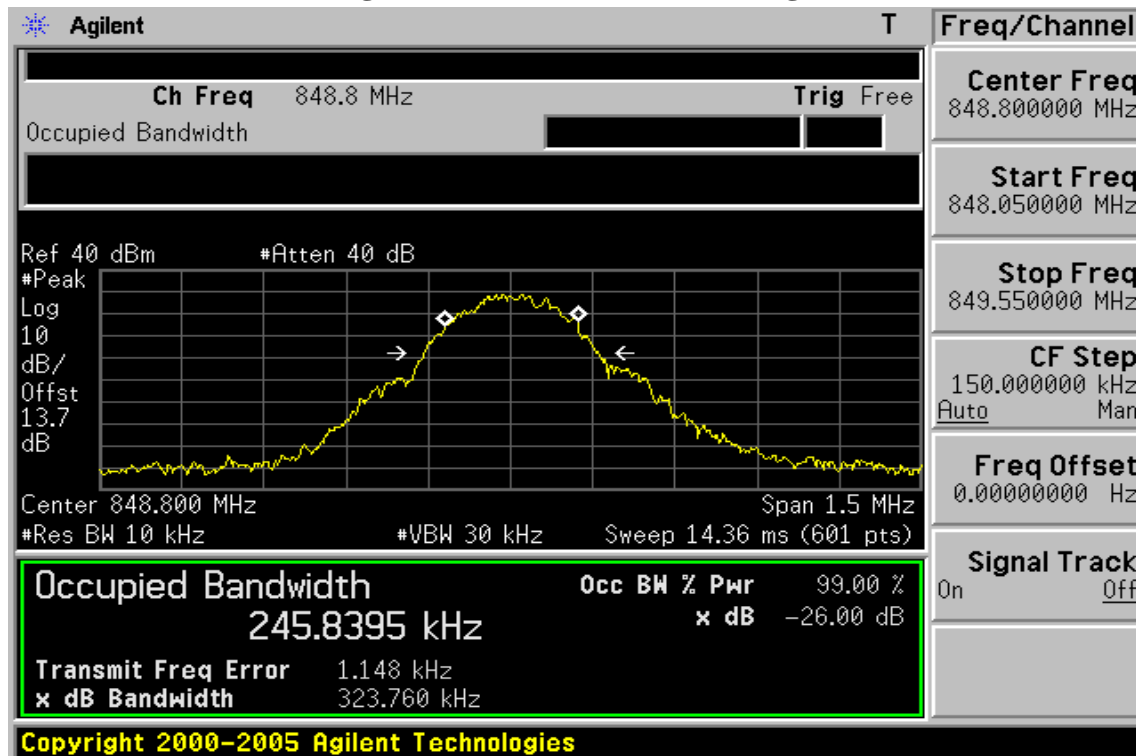 Agilent T
Freq/Channel
Ch Freq 848.8 MHz Trig Free
Occupied Bandwidth
Center Freq
848.800000 MHz
Start Freq
848.050000 MHz
Stop Freq
849.550000 MHz
CF Step
150.000000 kHz
Auto Man
Freq Offset
0.00000000 Hz
Signal Track
On Off
Ref 40 dBm #Atten 40 dB
#Peak
Log
10
dB/
Offst
13.7
dB
Center 848.800 MHz Span 1.5 MHz
#Res BW 10 kHz #VBW 30 kHz Sweep 14.36 ms (601 pts)
Occupied Bandwidth
245.8395 kHz
Occ BW % Pwr 99.00 %
x dB -26.00 dB
Transmit Freq Error 1.148 kHz
x dB Bandwidth 323.760 kHz
Copyright 2000-2005 Agilent Technologies